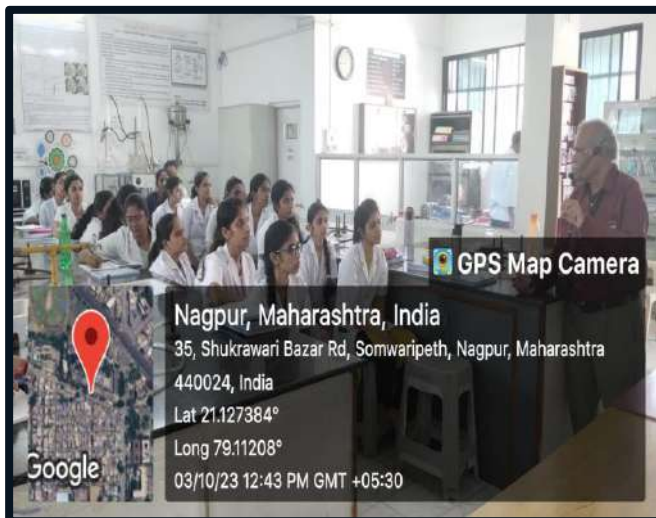 GPS Map Camera
Nagpur, Maharashtra, India
35, Shukrawari Bazar Rd, Somwaripeth, Nagpur, Maharashtra
440024, India
Lat 21.127384°
Long 79.11208°
03/10/23 12:43 PM GMT +05:30
Google